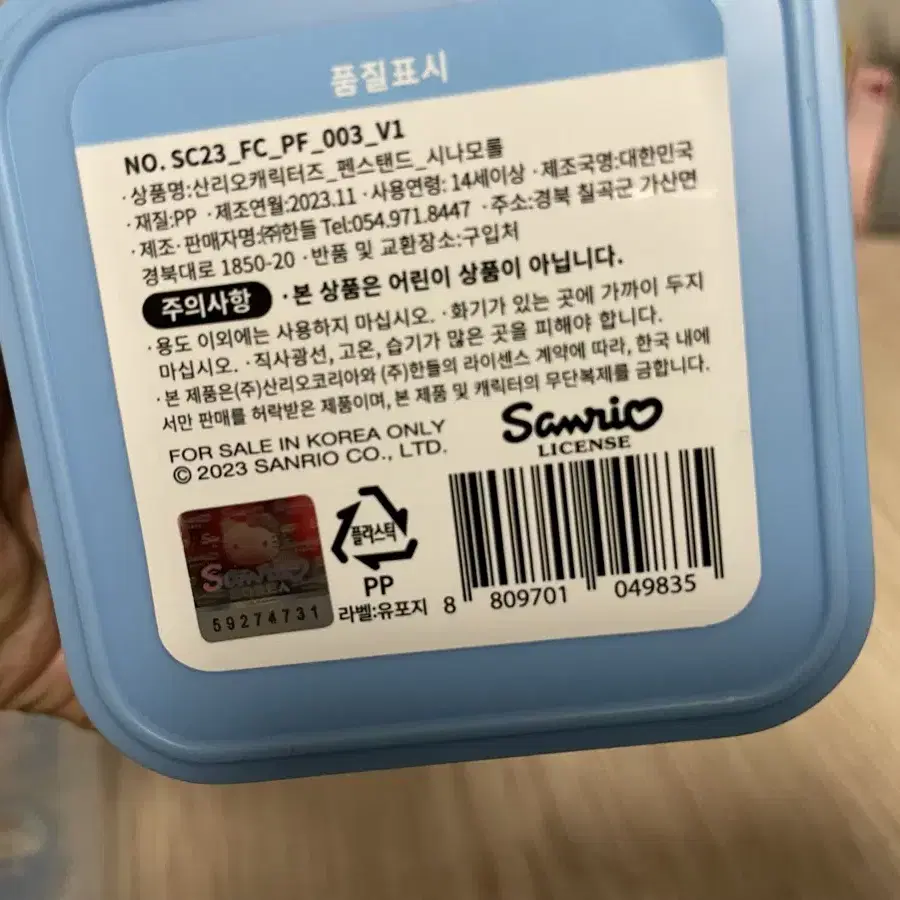 품질표시
NO. SC23_FC_PF_003_V1
·상품명:산리오캐릭터즈_펜스탠드_시나모롤
·재질:PP ·제조연월:2023.11 ·사용연령: 14세이상 ·제조국명:대한민국
·제조·판매자명:㈜한들 Tel:054.971.8447 ·주소:경북 칠곡군 가산면
경북대로 1850-20 ·반품 및 교환장소:구입처
주의사항 ·본 상품은 어린이 상품이 아닙니다.
·용도 이외에는 사용하지 마십시오. ·화기가 있는 곳에 가까이 두지
마십시오. ·직사광선, 고온, 습기가 많은 곳을 피해야 합니다.
·본 제품은(주)산리오코리아와 (주)한들의 라이센스 계약에 따라, 한국 내에
서만 판매를 허락받은 제품이며, 본 제품 및 캐릭터의 무단복제를 금합니다.
FOR SALE IN KOREA ONLY
© 2023 SANRIO CO., LTD.
Sanrio
LICENSE
Sanrio
KOREA
59274731
플라스틱
PP
라벨:유포지
8 809701 049835